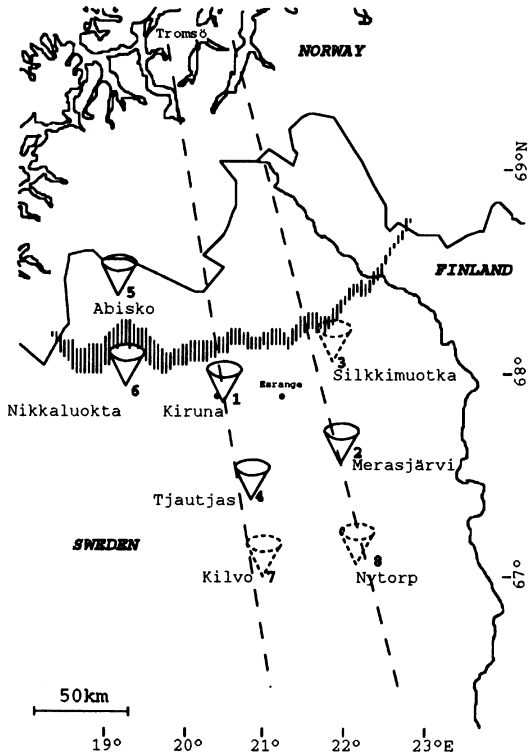 Tromsö
NORWAY
69°N
FINLAND
5
Abisko
3
Silkkimuotka
6
Nikkaluokta
1
Kiruna
Esrange
68°
2
Merasjärvi
4
Tjautjas
SWEDEN
7
Kilvo
8
Nytorp
67°
50km
19° 20° 21° 22° 23°E